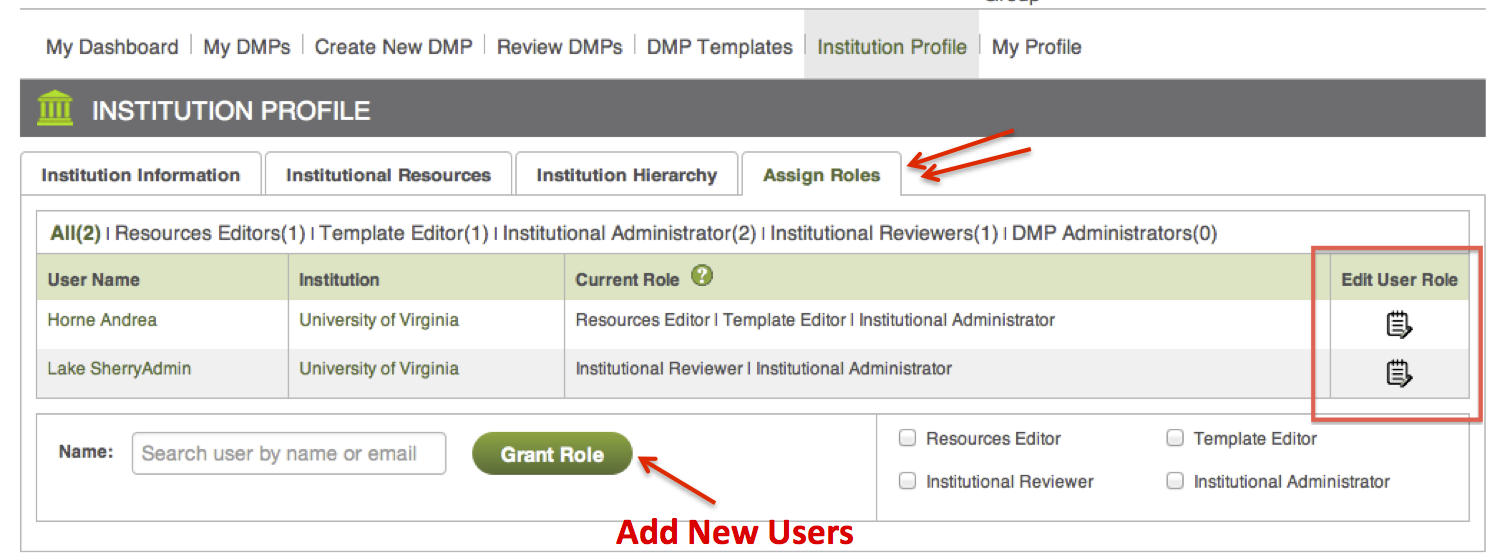 Group
My Dashboard | My DMPs | Create New DMP | Review DMPs | DMP Templates | Institution Profile | My Profile
INSTITUTION PROFILE
Institution Information Institutional Resources Institution Hierarchy Assign Roles
All(2) | Resources Editors(1) | Template Editor(1) | Institutional Administrator(2) | Institutional Reviewers(1) | DMP Administrators(0)
User Name Institution Current Role ? Edit User Role
Horne Andrea University of Virginia Resources Editor | Template Editor | Institutional Administrator
Lake SherryAdmin University of Virginia Institutional Reviewer | Institutional Administrator
Name: Search user by name or email Grant Role
Resources Editor Template Editor
Institutional Reviewer Institutional Administrator
Add New Users